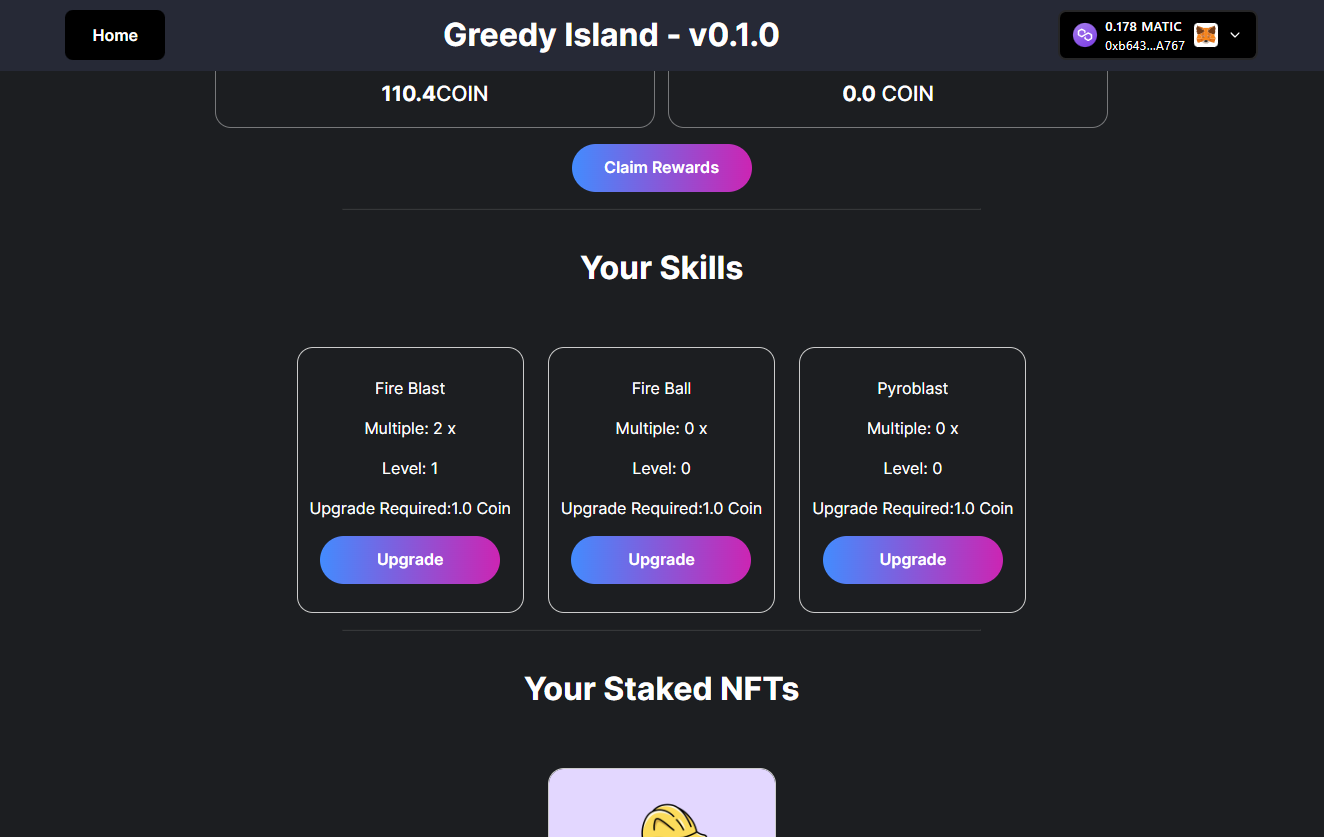 Home
Greedy Island - v0.1.0
0.178 MATIC
0xb643...A767
110.4COIN
0.0 COIN
Claim Rewards
Your Skills
Fire Blast
Multiple: 2 x
Level: 1
Upgrade Required:1.0 Coin
Upgrade
Fire Ball
Multiple: 0 x
Level: 0
Upgrade Required:1.0 Coin
Upgrade
Pyroblast
Multiple: 0 x
Level: 0
Upgrade Required:1.0 Coin
Upgrade
Your Staked NFTs